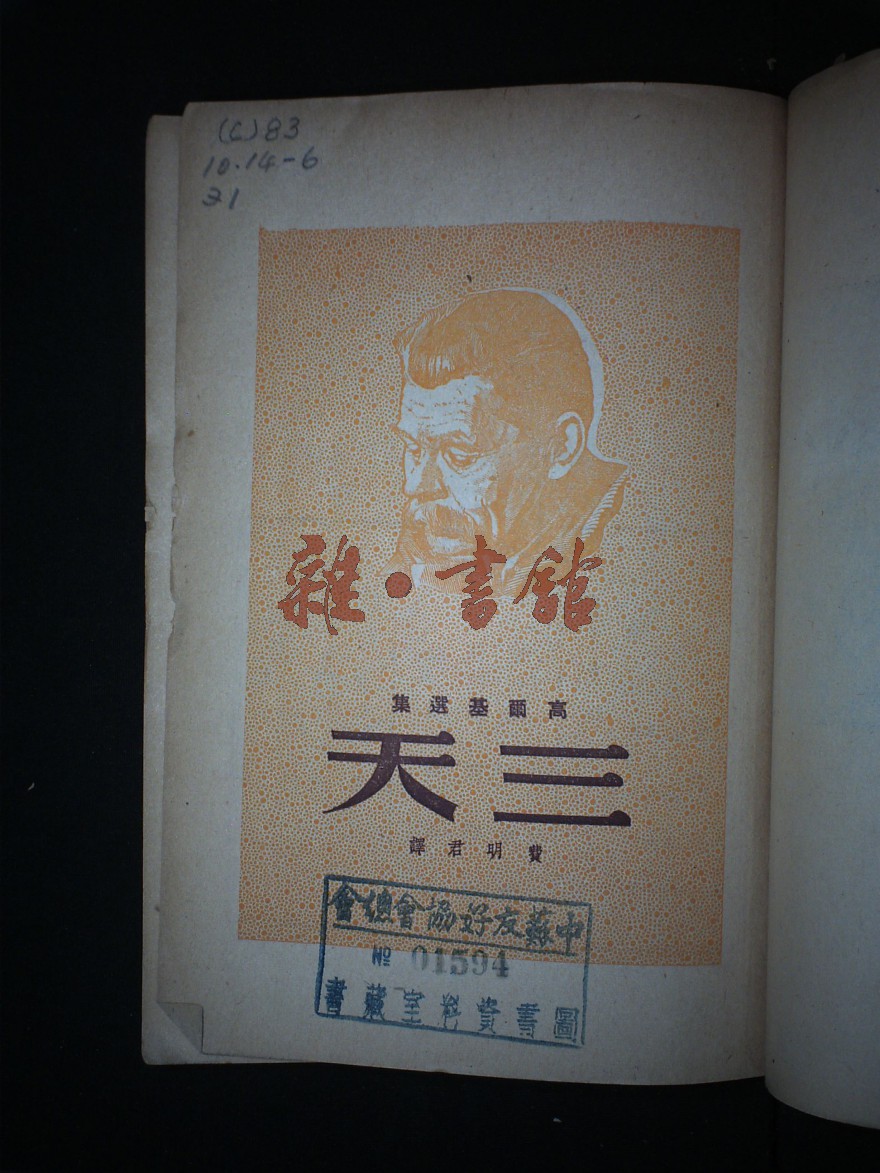 (C)83
10·14-6
21
雜·書舘
高爾基選集
三天
費明君譯
中蘇友好協會總會
№ 01594
圖書資料室藏書